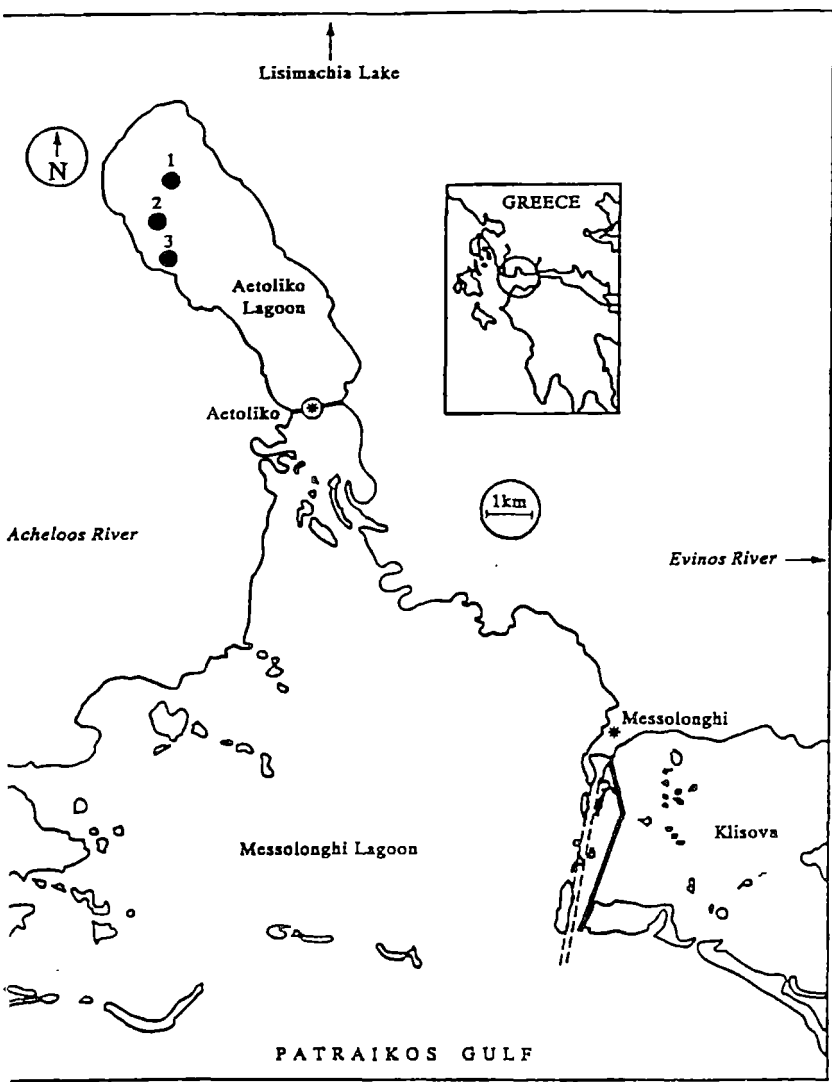 Lisimachia Lake
N
1
2
3
GREECE
Aetoliko
Lagoon
Aetoliko
1km
Acheloos River
Evinos River
Messolonghi
Messolonghi Lagoon
Klisova
PATRAIKOS GULF